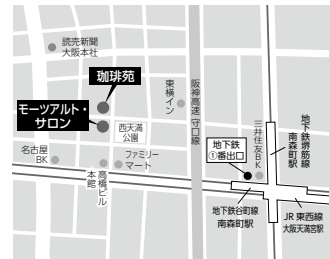 読売新聞
大阪本社
珈琲苑
モーツアルト・
サロン
西天満
公園
東横イン
阪神高速 守口線
三井住友BK
地下鉄堺筋線
南森町駅
地下鉄
①番出口
名古屋
BK
高橋ビル
本館
ファミリー
マート
地下鉄谷町線
南森町駅
JR 東西線
大阪天満宮駅